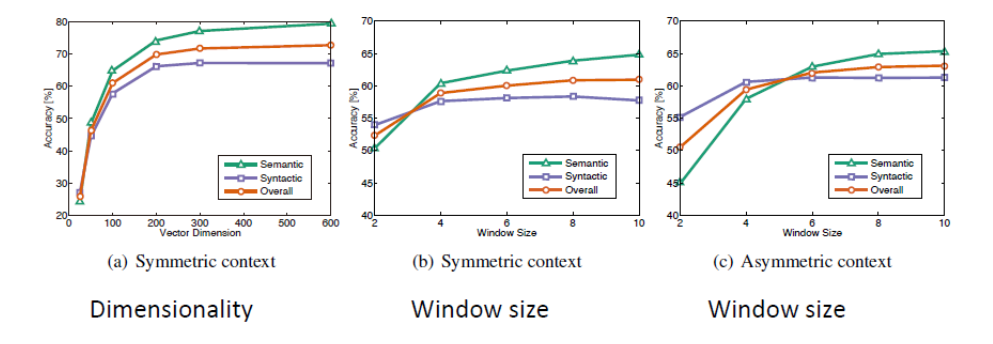 80
70
60
50
40
30
20
Accuracy [%]
0 100 200 300 400 500 600
Vector Dimension
Semantic
Syntactic
Overall
(a) Symmetric context
70
65
60
55
50
45
40
Accuracy [%]
2 4 6 8 10
Window Size
Semantic
Syntactic
Overall
(b) Symmetric context
70
65
60
55
50
45
40
Accuracy [%]
2 4 6 8 10
Window Size
Semantic
Syntactic
Overall
(c) Asymmetric context
Dimensionality
Window size
Window size